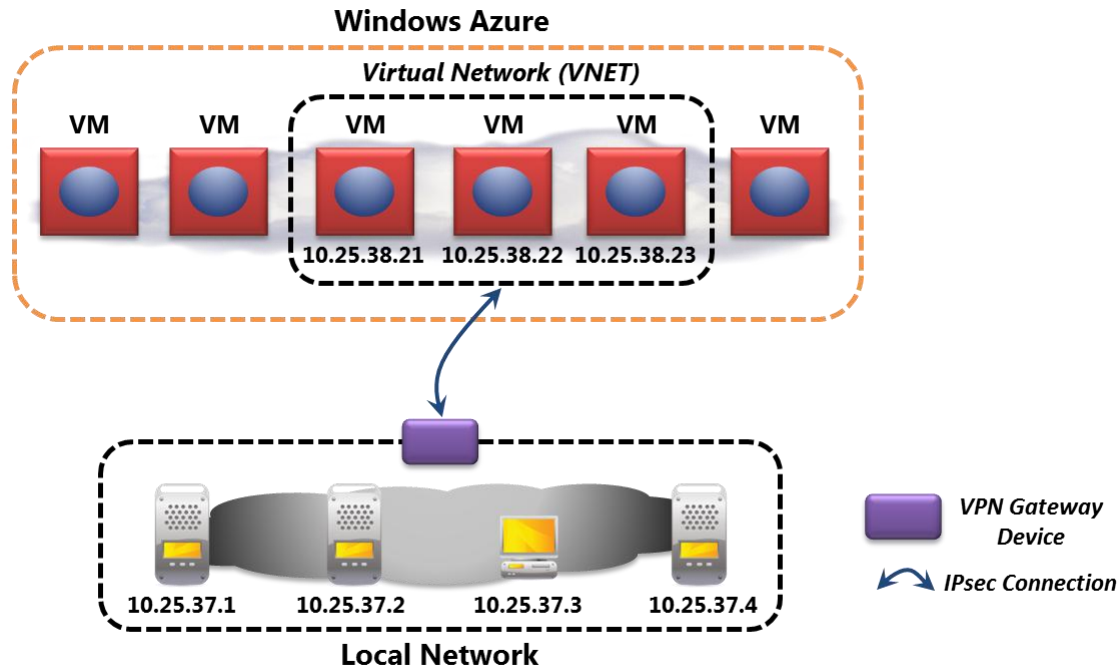 Windows Azure
Virtual Network (VNET)
VM VM VM VM VM VM
10.25.38.21 10.25.38.22 10.25.38.23
10.25.37.1 10.25.37.2 10.25.37.3 10.25.37.4
Local Network
VPN Gateway
Device
IPsec Connection